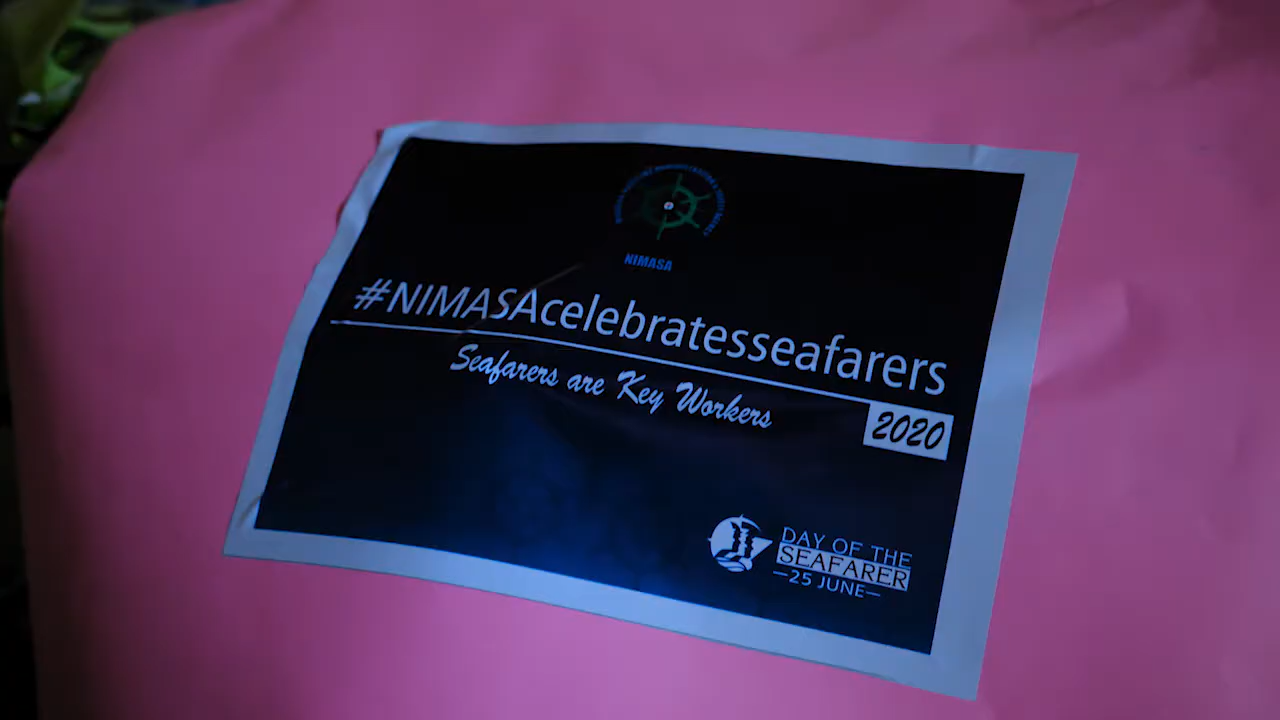 NIMASA
#NIMASAcelebratesseafarers
Seafarers are Key Workers
2020
DAY OF THE
SEAFARER
—25 JUNE—